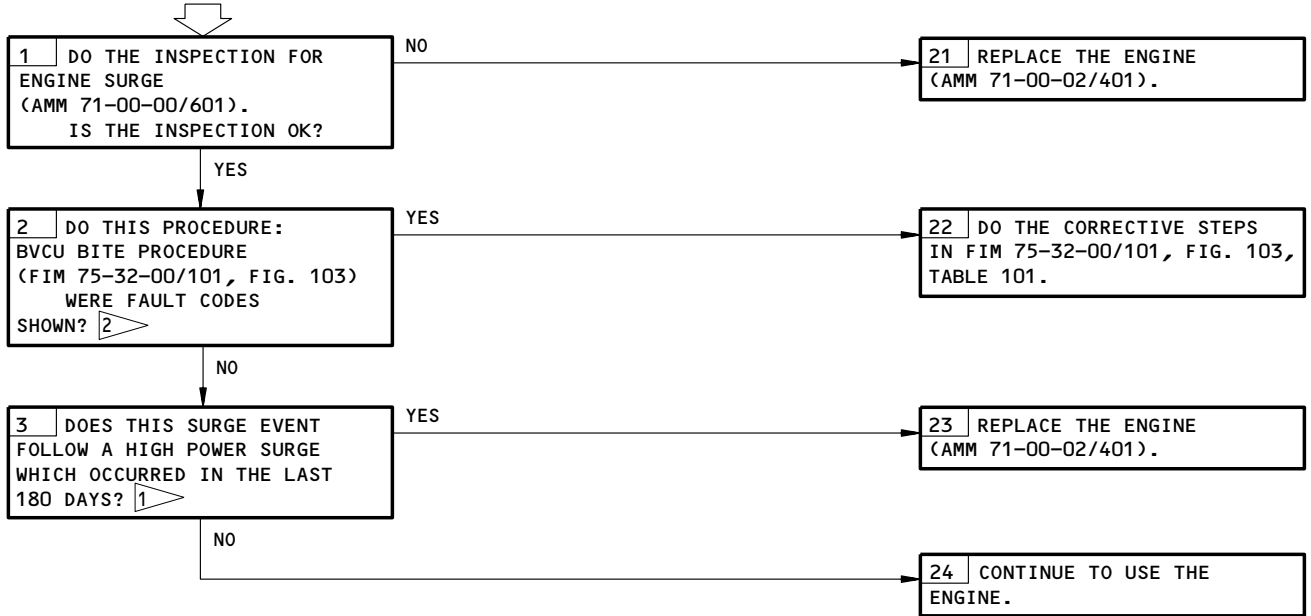 1 DO THE INSPECTION FOR
ENGINE SURGE
(AMM 71-00-00/601).
IS THE INSPECTION OK?
NO
21 REPLACE THE ENGINE
(AMM 71-00-02/401).
YES
2 DO THIS PROCEDURE:
BVCU BITE PROCEDURE
(FIM 75-32-00/101, FIG. 103)
WERE FAULT CODES
SHOWN? 2
YES
22 DO THE CORRECTIVE STEPS
IN FIM 75-32-00/101, FIG. 103,
TABLE 101.
NO
3 DOES THIS SURGE EVENT
FOLLOW A HIGH POWER SURGE
WHICH OCCURRED IN THE LAST
180 DAYS? 1
YES
23 REPLACE THE ENGINE
(AMM 71-00-02/401).
NO
24 CONTINUE TO USE THE
ENGINE.